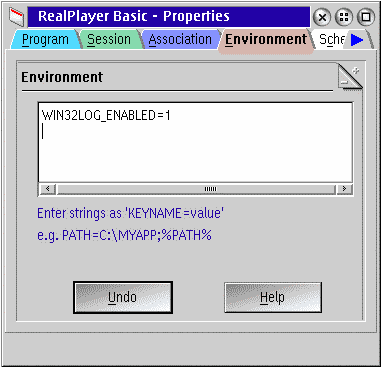 RealPlayer Basic - Properties
Program Session Association Environment Sche
Environment
WIN32LOG_ENABLED=1
Enter strings as 'KEYNAME=value'
e.g. PATH=C:\MYAPP;%PATH%
Undo Help